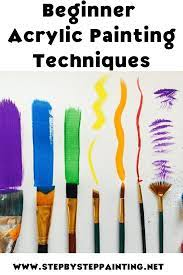 Beginner
Acrylic Painting
Techniques
WWW.STEPBYSTEPPAINTING.NET